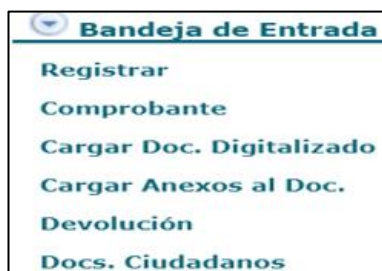 Bandeja de Entrada
Registrar
Comprobante
Cargar Doc. Digitalizado
Cargar Anexos al Doc.
Devolución
Docs. Ciudadanos